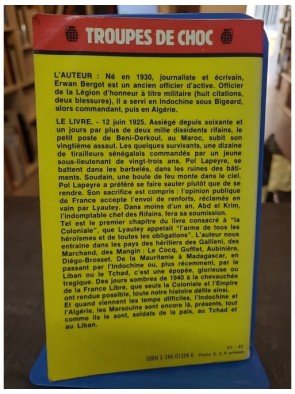 TROUPES DE CHOC
L'AUTEUR : Né en 1930, journaliste et écrivain,
Erwan Bergot est un ancien officier d'active. Officier
de la Légion d'honneur à titre militaire (huit citations,
deux blessures), il a servi en Indochine sous Bigeard,
alors commandant, puis en Algérie.
LE LIVRE. - 12 juin 1925. Assiégé depuis soixante et
un jours par plus de deux mille dissidents rifains, le
petit poste de Beni-Derkoul, au Maroc, subit son
vingtième assaut. Les quelques survivants, une dizaine
de tirailleurs sénégalais commandés par un jeune
sous-lieutenant de vingt-trois ans, Pol Lapeyre, se
battent dans les barbelés, dans les ruines des bâti-
ments. Soudan, une boule de feu monte dans le ciel.
Pol Lapeyre a préféré se faire sauter plutôt que de se
rendre. Son sacrifice est compris : l'opinion publique
de France accepte l'envoi de renforts, réclamés en
vain par Lyautey. Dans moins d'un an, Abd el Krim,
l'indomptable chef des Rifains, fera sa soumission.
Tel est le premier chapitre du livre consacré à "la
Coloniale", que Lyautey appelait "l'arme de tous les
héroïsmes et de toutes les obligations". L'auteur nous
entraîne dans les pas des héritiers des Gallieni, des
Marchand, des Mangin : Le Cocq, Guffiet, Aubinière,
Diégo-Brosset. De la Mauritanie à Madagascar, en
passant par l'Indochine ou, plus récemment, par le
Liban ou le Tchad, c'est une épopée, glorieuse ou
tragique. Des jours sombres de 1940 à la chevauchée
de la France Libre, que seuls la Coloniale et l'Empire
ont rendue possible, toute notre histoire défile ainsi.
Et quand viennent les temps difficiles, l'Indochine et
l'Algérie, les Marsouins sont encore là, présents, tout
comme ils le sont, soldats de la paix, au Tchad et
au Liban.
ISBN 2-285-01324-6
Photo